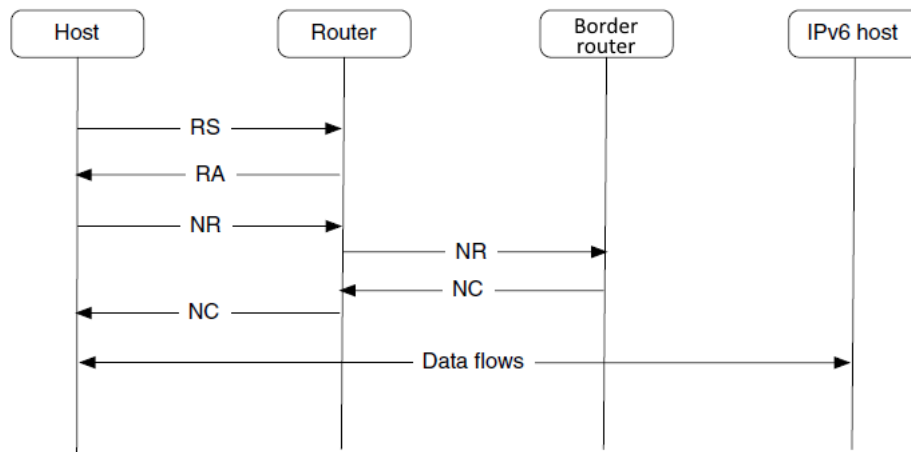 Host
Router
Border
router
IPv6 host
RS
RA
NR
NR
NC
NC
Data flows